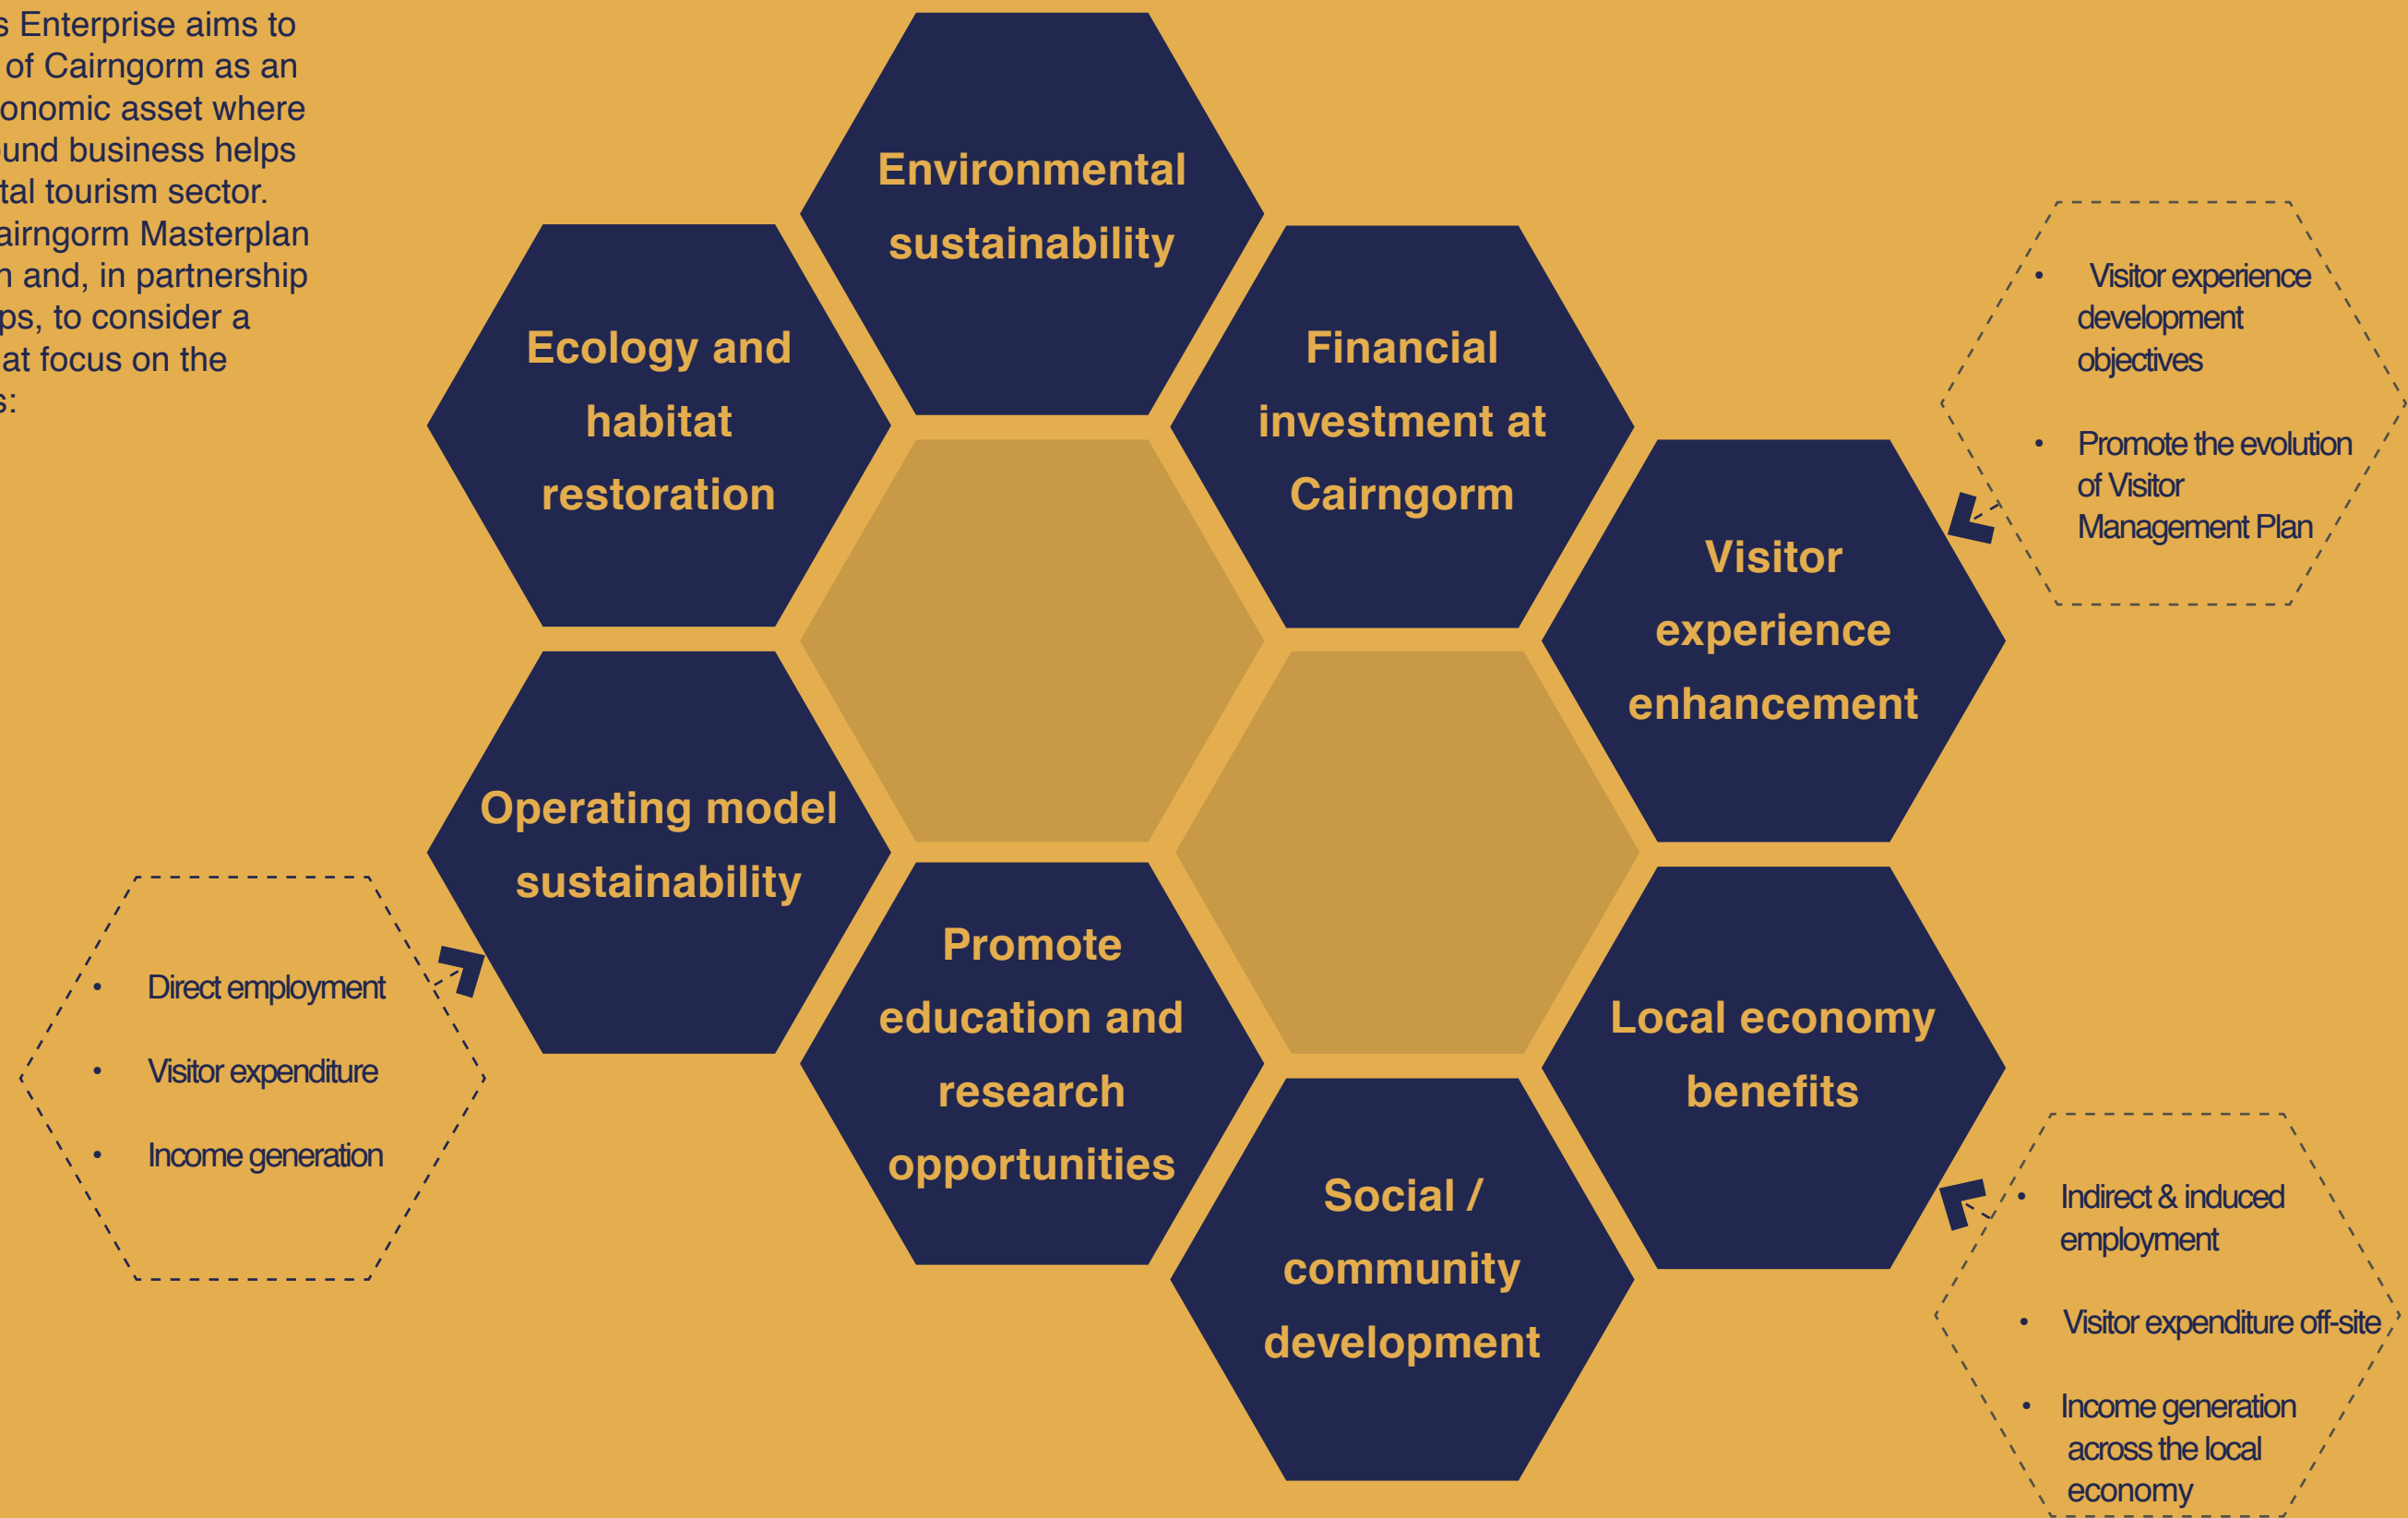 s Enterprise aims to
of Cairngorm as an
onomic asset where
ound business helps
tal tourism sector.
airngorm Masterplan
n and, in partnership
ps, to consider a
at focus on the
s:
Environmental
sustainability
Ecology and
habitat
restoration
Financial
investment at
Cairngorm
Visitor
experience
enhancement
• Visitor experience
development
objectives
• Promote the evolution
of Visitor
Management Plan
Operating model
sustainability
• Direct employment
• Visitor expenditure
• Income generation
Promote
education and
research
opportunities
Social /
community
development
Local economy
benefits
• Indirect & induced
employment
• Visitor expenditure off-site
• Income generation
across the local
economy